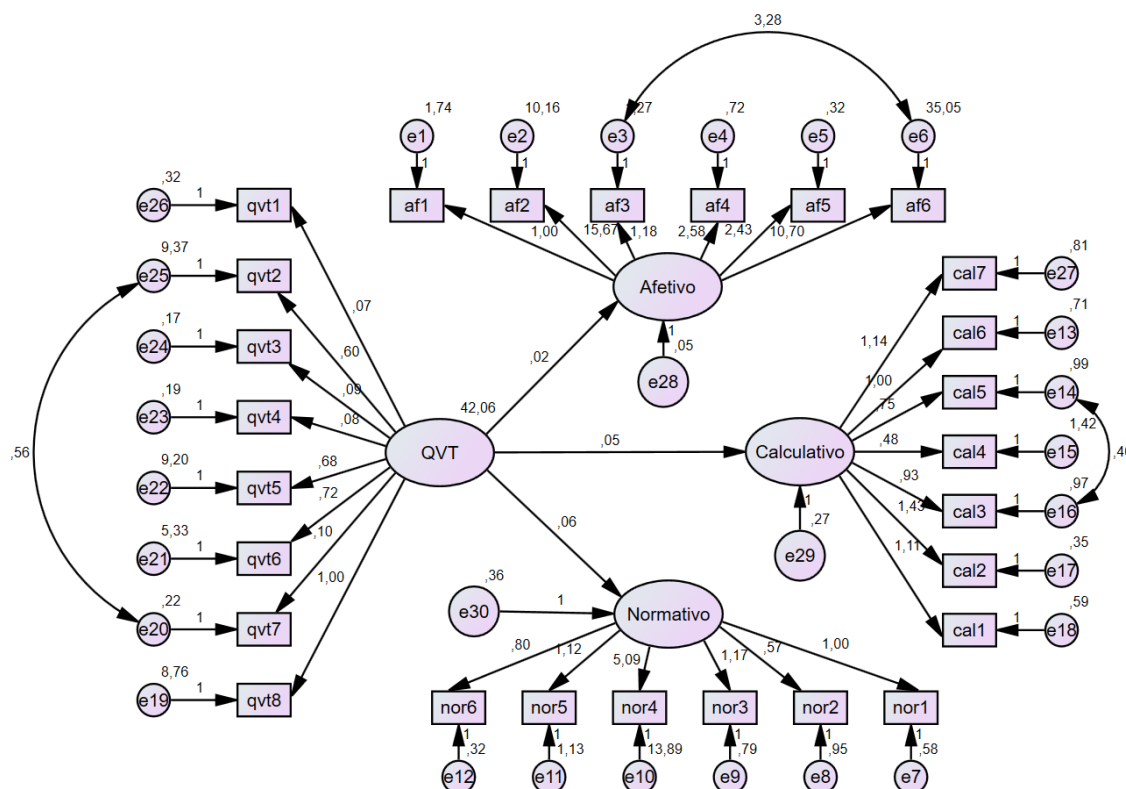 3,28
1,74 10,16 ,72 ,32 35,05
e1 e2 e3 e4 e5 e6
1 1 1 1 1 1
af1 af2 af3 af4 af5 af6
1,00 15,67 1,18 2,58 2,43 10,70
Afetivo
1
,05
e28
,32
e26 1 qvt1
9,37
e25 1 qvt2
,17
e24 1 qvt3
,19
e23 1 qvt4
9,20
e22 1 qvt5
5,33
e21 1 qvt6
,22
e20 1 qvt7
8,76
e19 1 qvt8
,56
,07
,60
,09
,08
,68
,72
,10
1,00
42,06
QVT
,02
,05
,06
Calculativo
1
,27
e29
1,14
1,00
,75
,48
,93
1,43
1,11
,81
cal7 1 e27
,71
cal6 1 e13
,99
cal5 1 e14
1,42
cal4 1 e15
,97
cal3 1 e16
,35
cal2 1 e17
,59
cal1 1 e18
,36
e30 1 Normativo
,80 1,12 5,09 1,17 ,57 1,00
nor6 nor5 nor4 nor3 nor2 nor1
1 1 1 1 1 1
,32 1,13 13,89 ,79 ,95 ,58
e12 e11 e10 e9 e8 e7